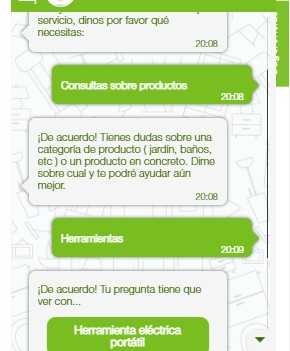 servicio, dinos por favor qué
necesitas:
20:08
Consultas sobre productos
20:08
¡De acuerdo! Tienes dudas sobre una
categoría de producto ( jardín, baños,
etc ) o un producto en concreto. Dime
sobre cual y te podré ayudar aún
mejor.
20:08
Herramientas
20:09
¡De acuerdo! Tu pregunta tiene que
ver con...
Herramienta eléctrica
portátil